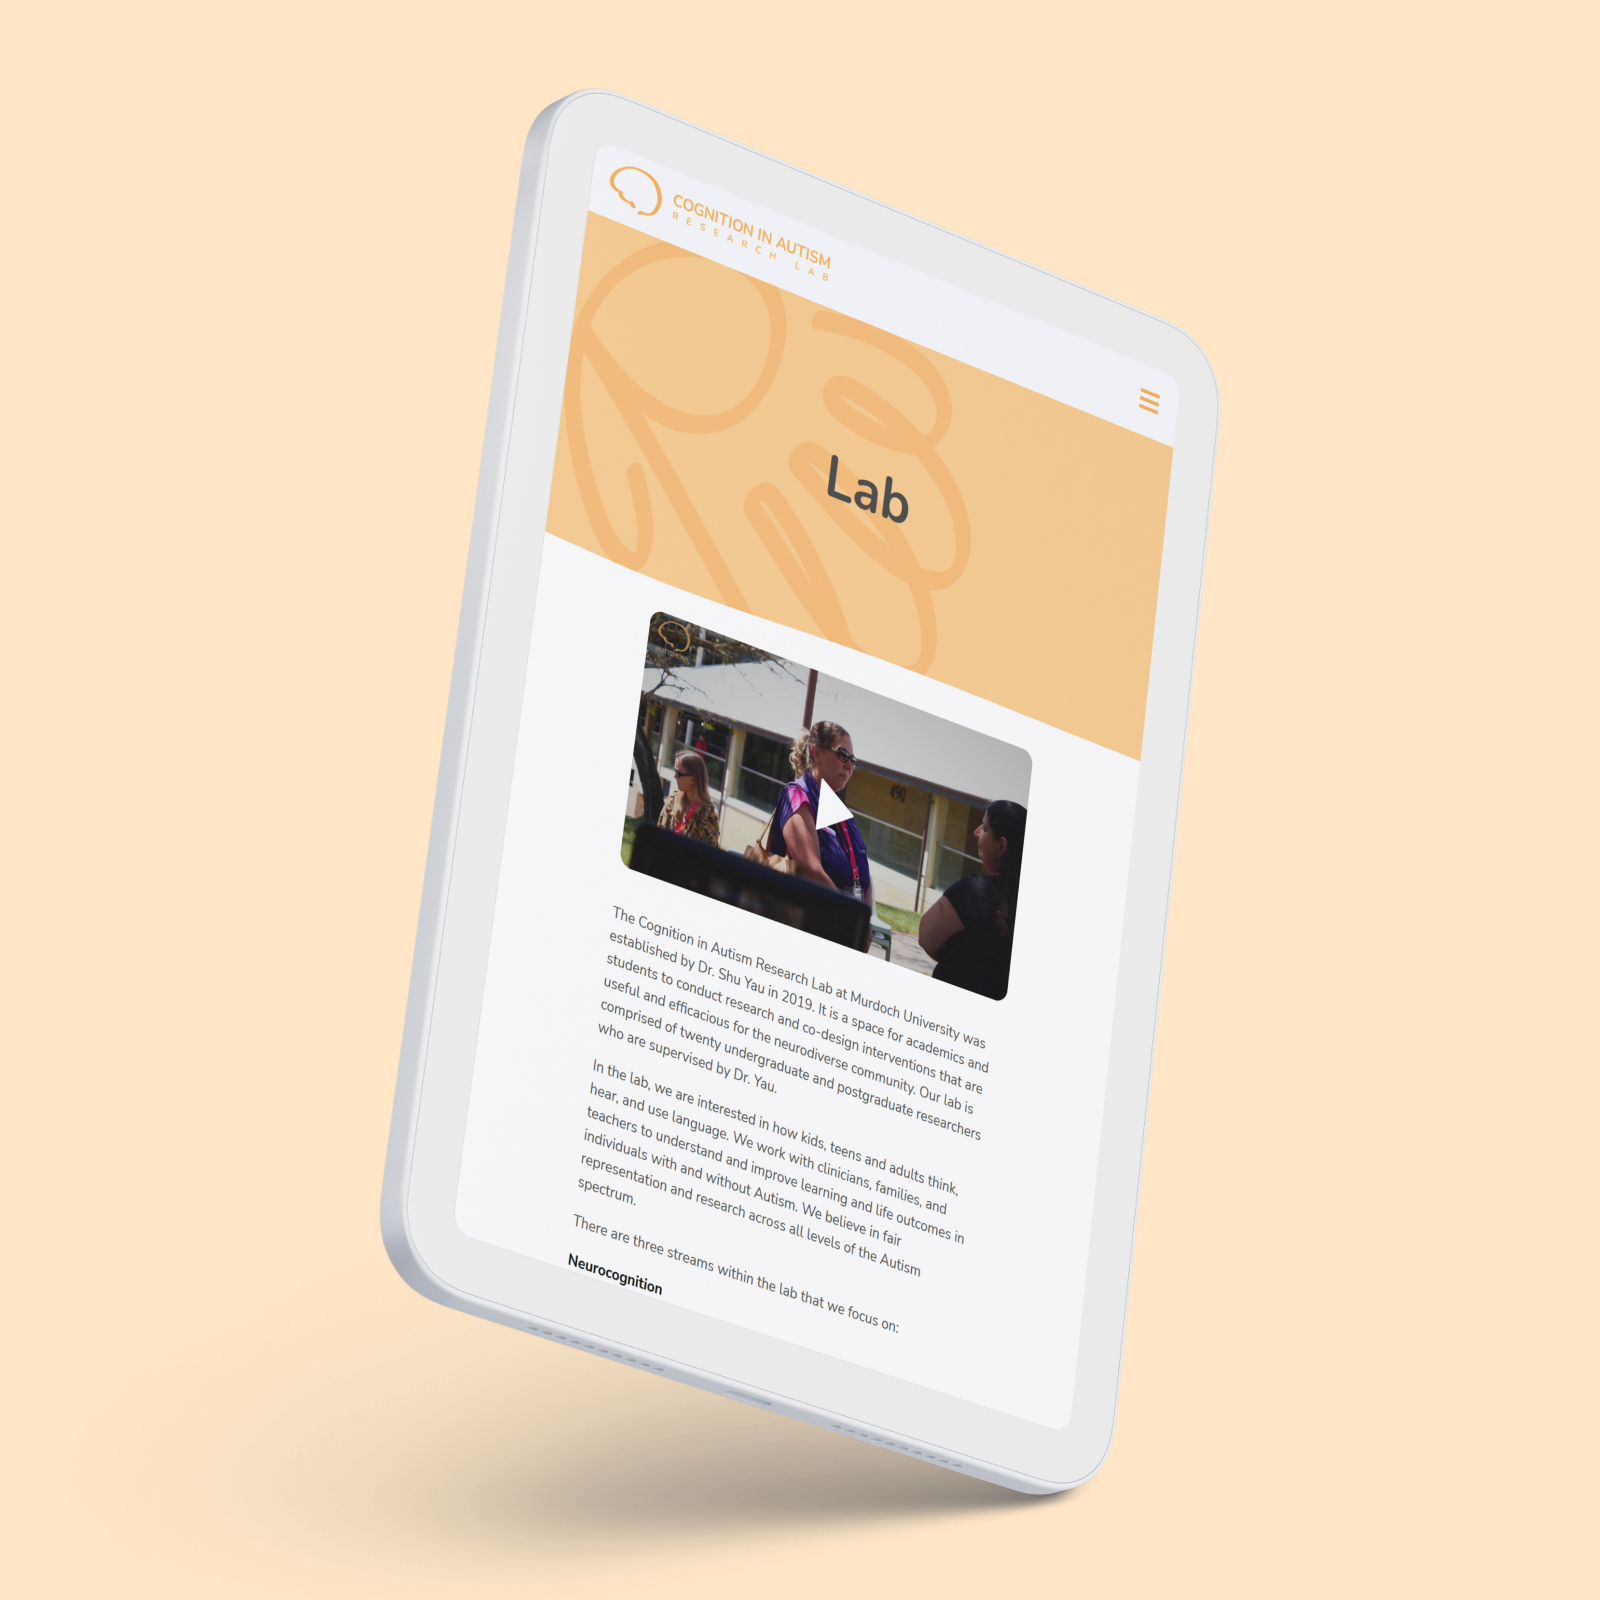 COGNITION IN AUTISM
RESEARCH LAB
Lab
490
The Cognition in Autism Research Lab at Murdoch University was
established by Dr. Shu Yau in 2019. It is a space for academics and
students to conduct research and co-design interventions that are
useful and efficacious for the neurodiverse community. Our lab is
comprised of twenty undergraduate and postgraduate researchers
who are supervised by Dr. Yau.
In the lab, we are interested in how kids, teens and adults think,
hear, and use language. We work with clinicians, families, and
teachers to understand and improve learning and life outcomes in
individuals with and without Autism. We believe in fair
representation and research across all levels of the Autism
spectrum.
There are three streams within the lab that we focus on:
Neurocognition